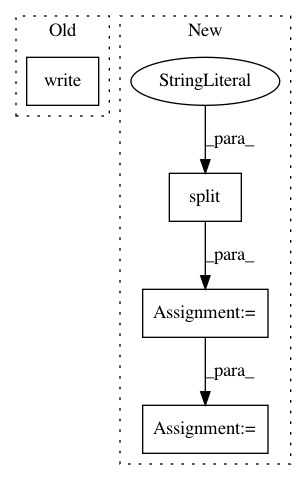 Old
New
write
StringLiteral
_para_
split
_para_
Assignment:=
_para_
Assignment:=